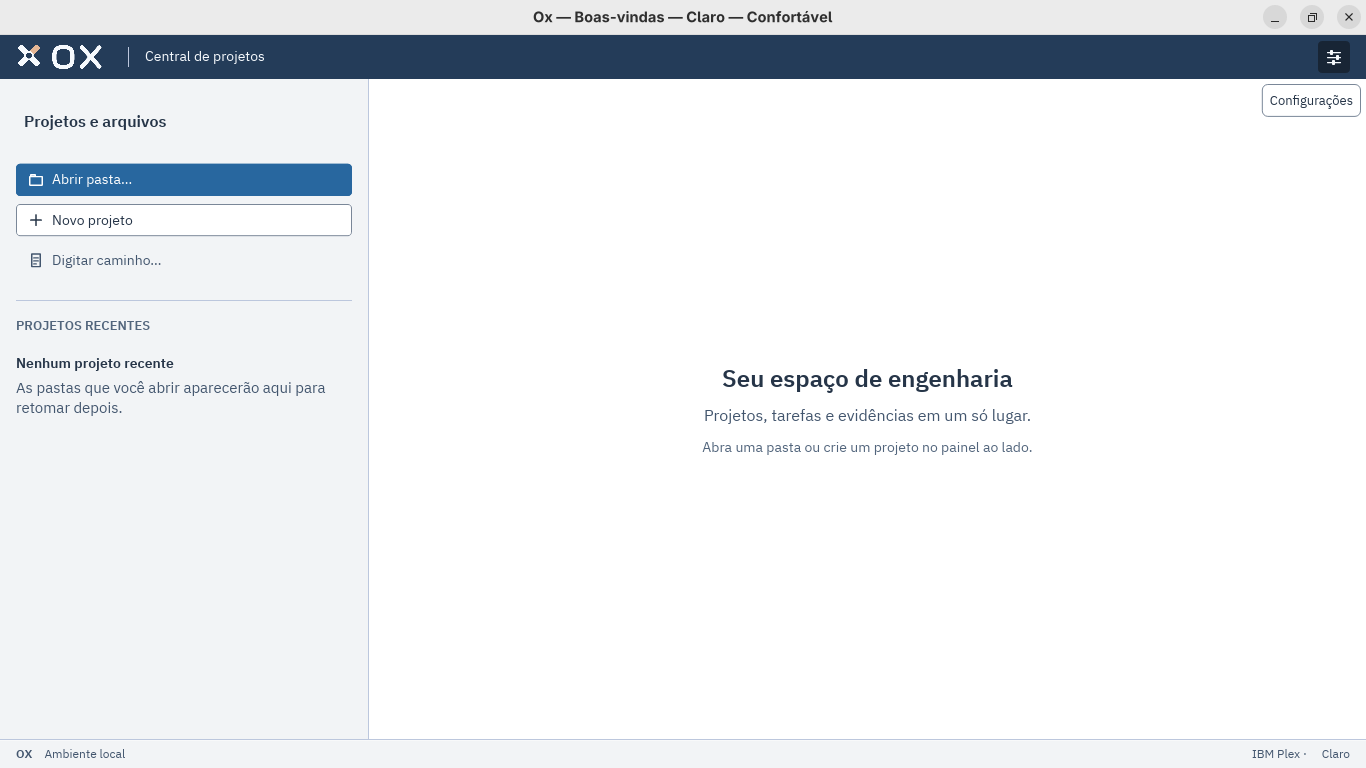 Ox — Boas-vindas — Claro — Confortável
OX
Central de projetos
Configurações
Projetos e arquivos
Abrir pasta...
Novo projeto
Digitar caminho...
PROJETOS RECENTES
Nenhum projeto recente
As pastas que você abrir aparecerão aqui para
retomar depois.
Seu espaço de engenharia
Projetos, tarefas e evidências em um só lugar.
Abra uma pasta ou crie um projeto no painel ao lado.
OX Ambiente local
IBM Plex · Claro